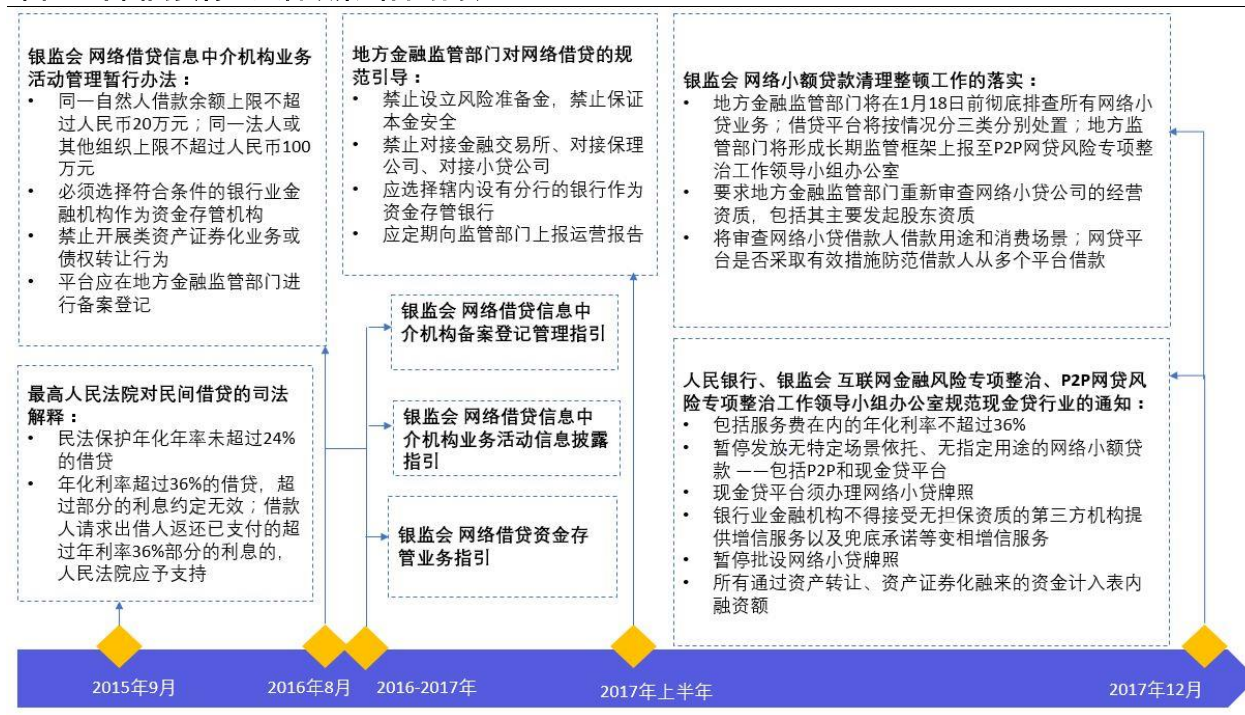 银监会 网络借贷信息中介机构业务
活动管理暂行办法：
• 同一自然人借款余额上限不超
过人民币20万元；同一法人或
其他组织上限不超过人民币100
万元
• 必须选择符合条件的银行业金
融机构作为资金存管机构
• 禁止开展类资产证券化业务或
债权转让行为
• 平台应在地方金融监管部门进
行备案登记
最高人民法院对民间借贷的司法
解释：
• 民法保护年化年率未超过24%
的借贷
• 年化利率超过36%的借贷，超
过部分的利息约定无效；借款
人请求出借人返还已支付的超
过年利率36%部分的利息的，
人民法院应予支持
地方金融监管部门对网络借贷的规
范引导：
• 禁止设立风险准备金，禁止保证
本金安全
• 禁止对接金融交易所、对接保理
公司、对接小贷公司
• 应选择辖内设有分行的银行作为
资金存管银行
• 应定期向监管部门上报运营报告
银监会 网络借贷信息中
介机构备案登记管理指引
银监会 网络借贷信息中
介机构业务活动信息披露
指引
银监会 网络借贷资金存
管业务指引
银监会 网络小额贷款清理整顿工作的落实：
• 地方金融监管部门将在1月18日前彻底排查所有网络小
贷业务；借贷平台将按情况分三类分别处置；地方监
管部门将形成长期监管框架上报至P2P网贷风险专项整
治工作领导小组办公室
• 要求地方金融监管部门重新审查网络小贷公司的经营
资质，包括其主要发起股东资质
• 将审查网络小贷借款人借款用途和消费场景；网贷平
台是否采取有效措施防范借款人从多个平台借款
人民银行、银监会 互联网金融风险专项整治、P2P网贷风
险专项整治工作领导小组办公室规范现金贷行业的通知：
• 包括服务费在内的年化利率不超过36%
• 暂停发放无特定场景依托、无指定用途的网络小额贷
款 ——包括P2P和现金贷平台
• 现金贷平台须办理网络小贷牌照
• 银行业金融机构不得接受无担保资质的第三方机构提
供增信服务以及兜底承诺等变相增信服务
• 暂停批设网络小贷牌照
• 所有通过资产转让、资产证券化融来的资金计入表内
融资额
2015年9月
2016年8月
2016-2017年
2017年上半年
2017年12月